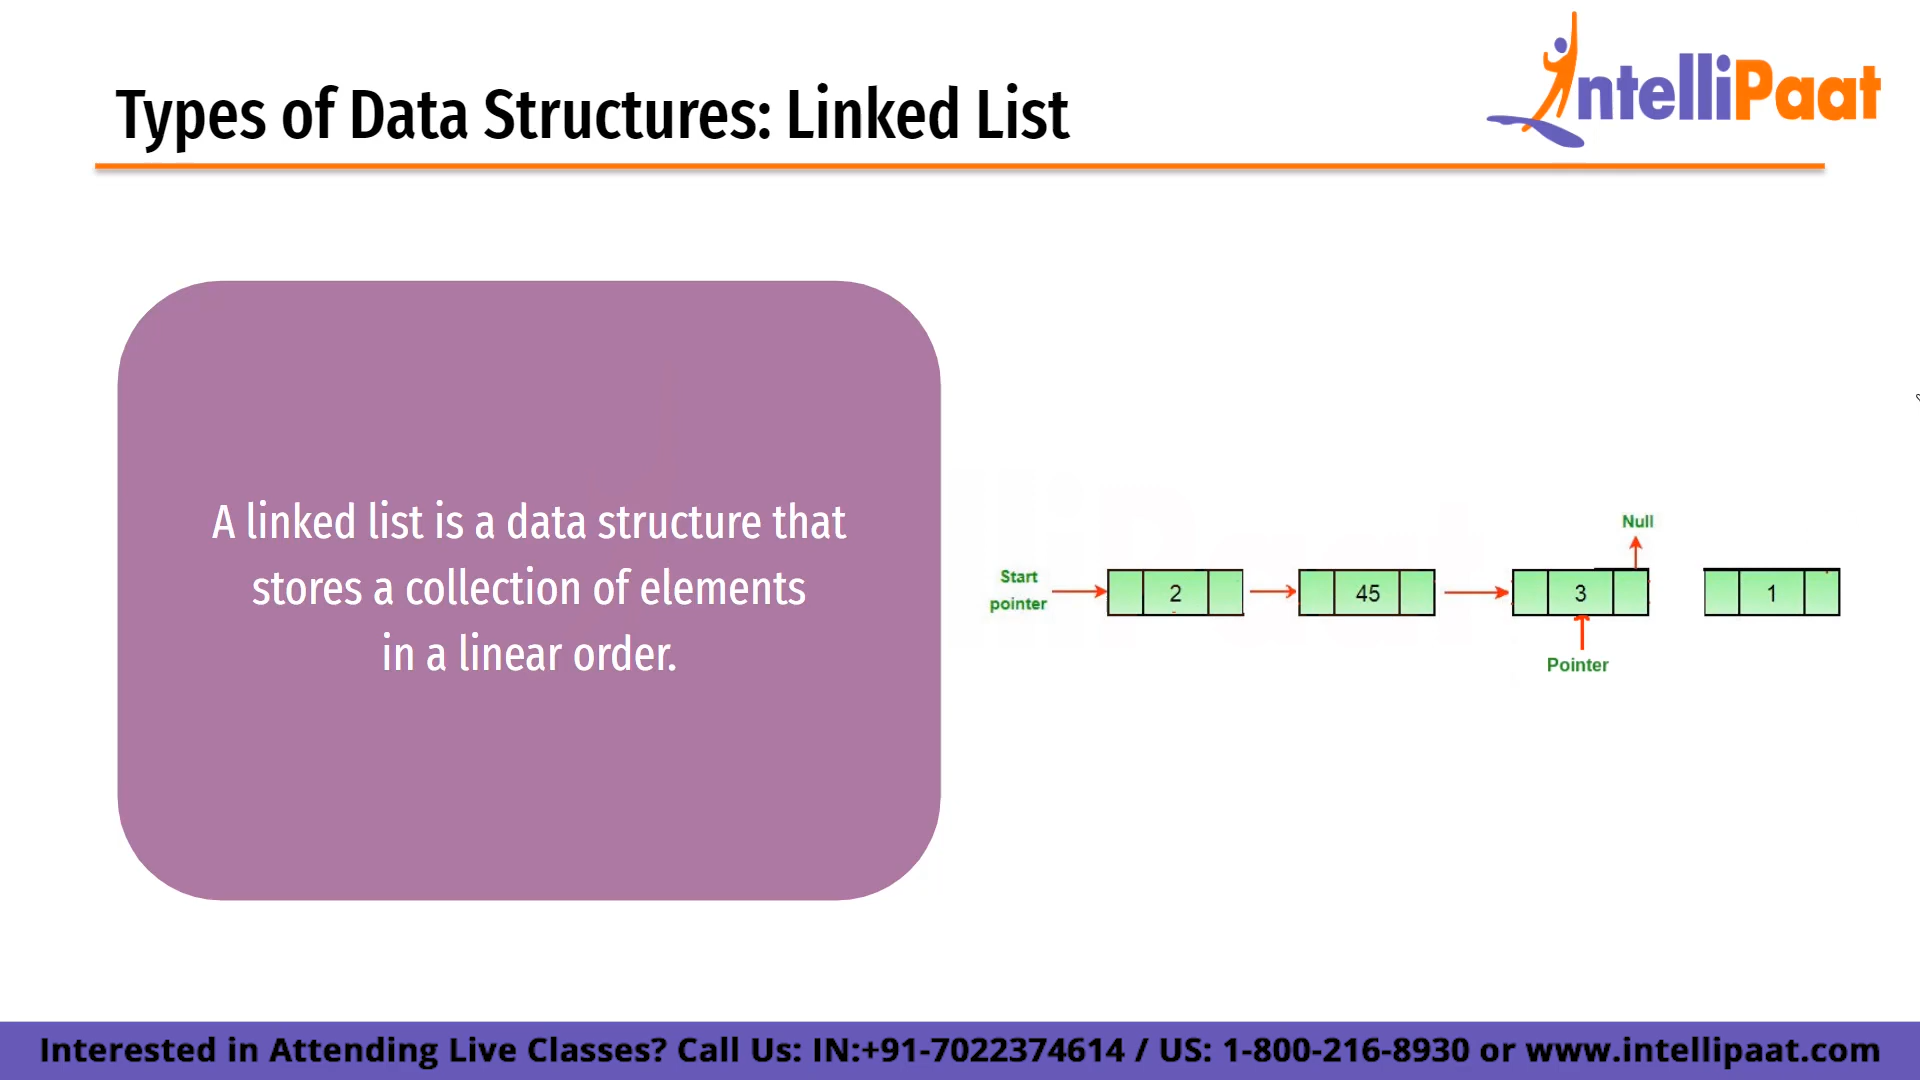 Types of Data Structures: Linked List
ntelliPaat
A linked list is a data structure that
stores a collection of elements
in a linear order.
Start
pointer
2
45
3
1
Null
Pointer
Interested in Attending Live Classes? Call Us: IN:+91-7022374614 / US: 1-800-216-8930 or www.intellipaat.com